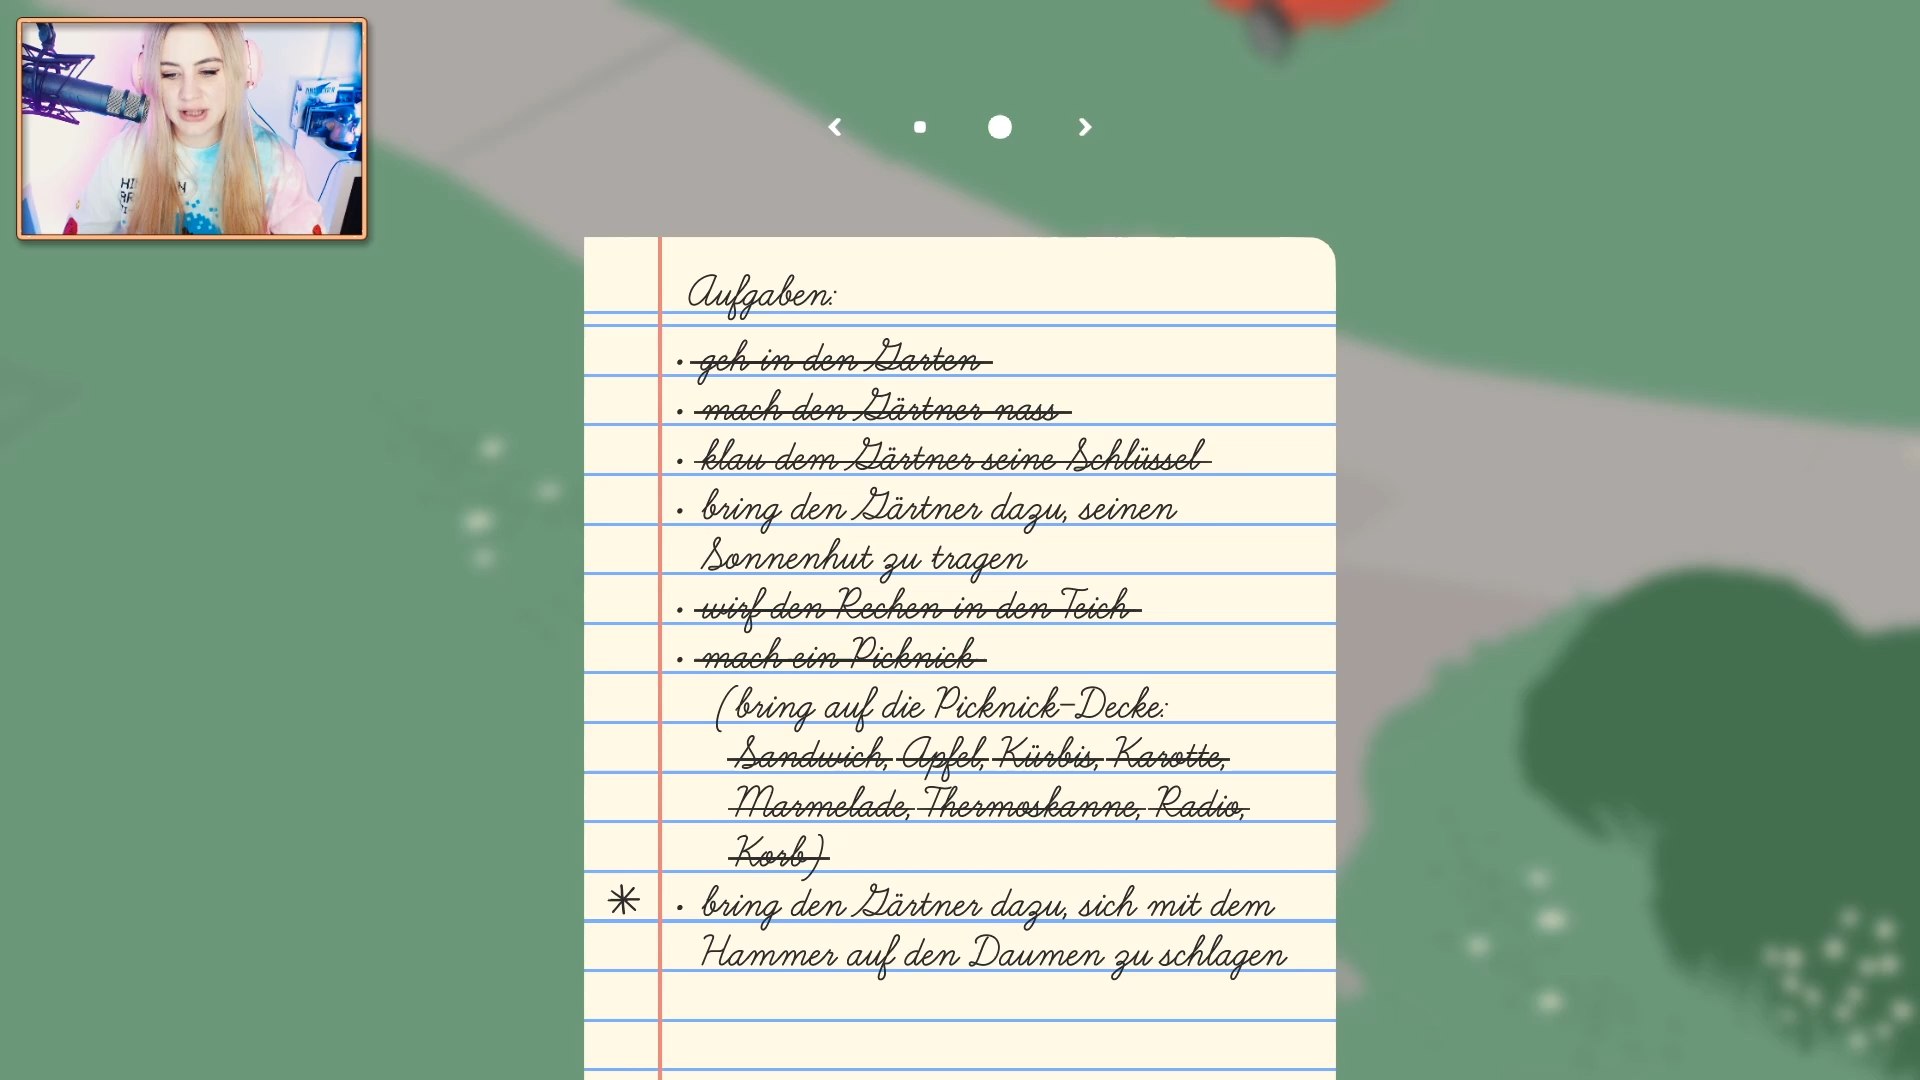 Aufgaben:
• geh in den Garten
• mach den Gärtner nass
• klau dem Gärtner seine Schlüssel
• bring den Gärtner dazu, seinen
Sonnenhut zu tragen
• wirf den Rechen in den Teich
• mach ein Picknick
(bring auf die Picknick-Decke:
Sandwich, Apfel, Kürbis, Karotte,
Marmelade, Thermoskanne, Radio,
Korb)
• bring den Gärtner dazu, sich mit dem
Hammer auf den Daumen zu schlagen